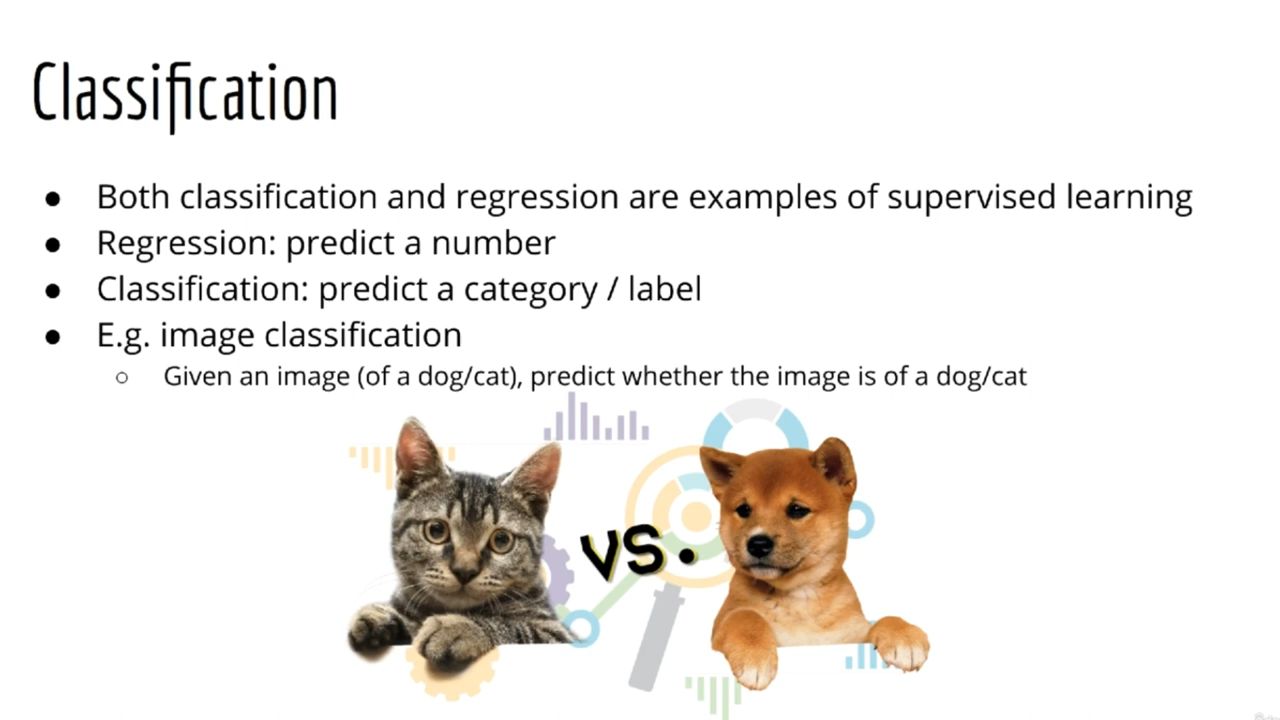 Classification
● Both classification and regression are examples of supervised learning
● Regression: predict a number
● Classification: predict a category / label
● E.g. image classification
○ Given an image (of a dog/cat), predict whether the image is of a dog/cat
VS.